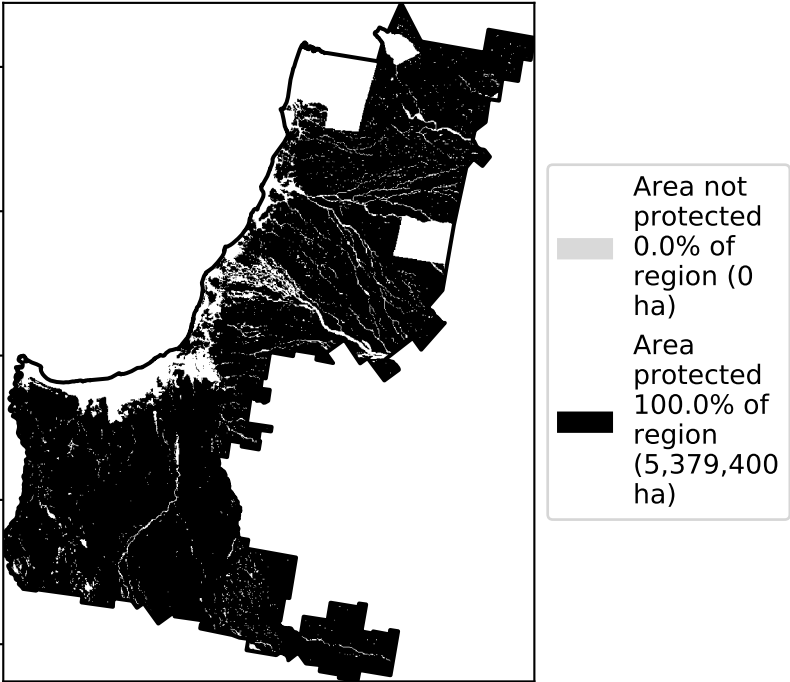 Area not
protected
0.0% of
region (0
ha)
Area
protected
100.0% of
region
(5,379,400
ha)